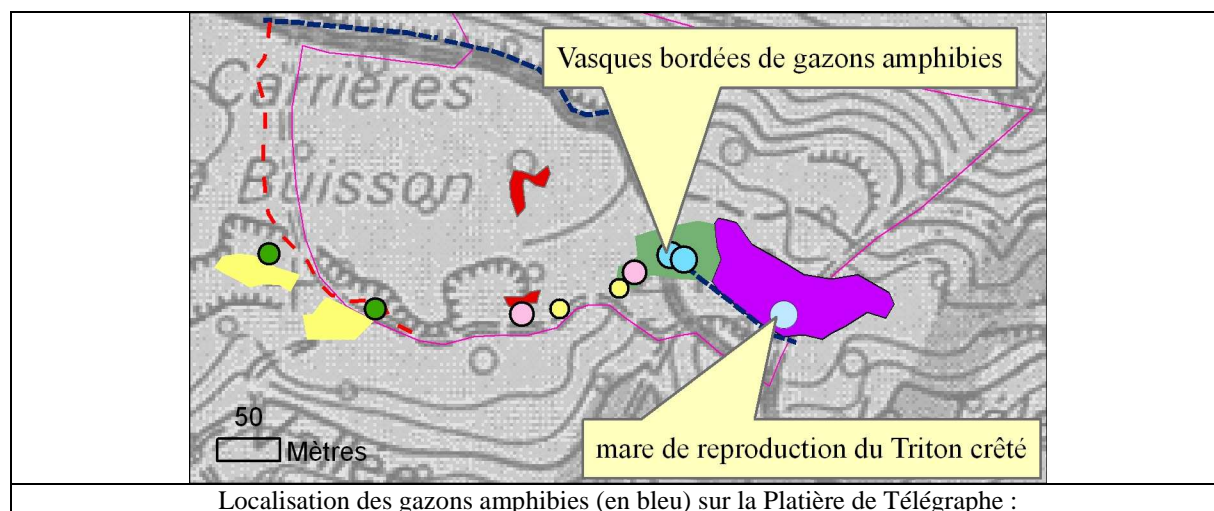 Vasques bordées de gazons amphibies
Carrières
Buisson
50
Mètres
mare de reproduction du Triton crêté
Localisation des gazons amphibies (en bleu) sur la Platière de Télégraphe :